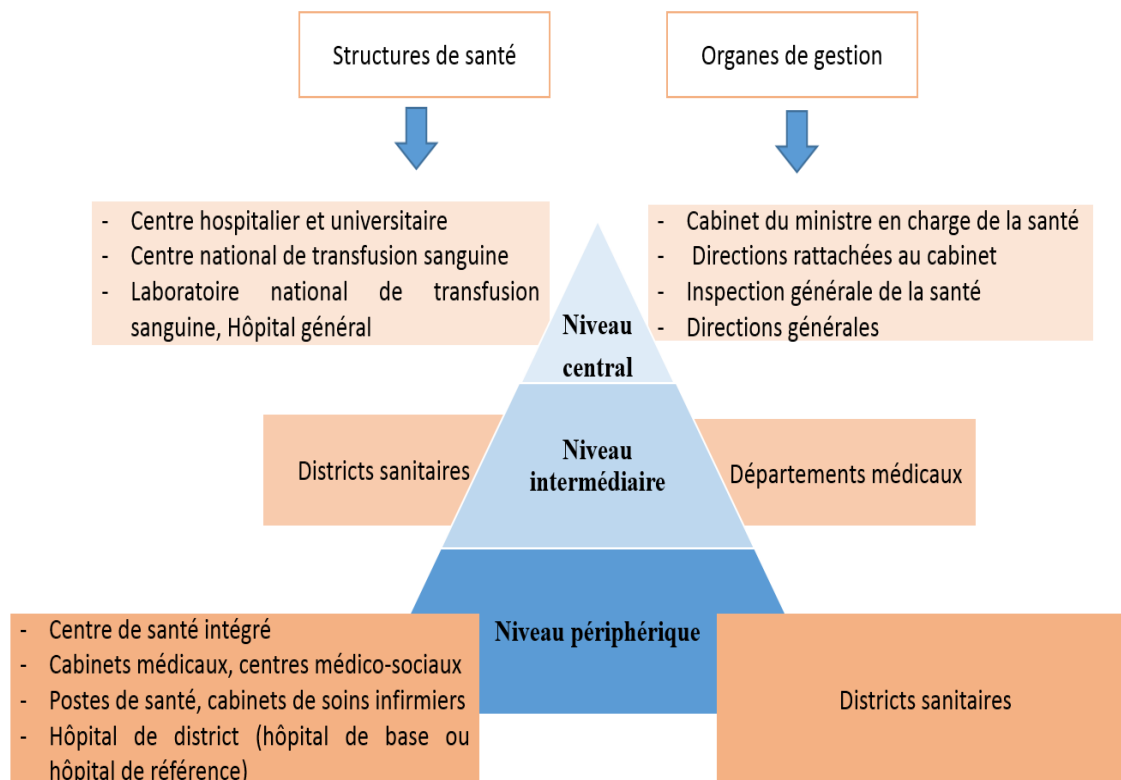 Structures de santé
Organes de gestion
- Centre hospitalier et universitaire
- Centre national de transfusion sanguine
- Laboratoire national de transfusion
sanguine, Hôpital général
- Cabinet du ministre en charge de la santé
- Directions rattachées au cabinet
- Inspection générale de la santé
- Directions générales
Niveau
central
Districts sanitaires
Niveau
intermédiaire
Départements médicaux
- Centre de santé intégré
- Cabinets médicaux, centres médico-sociaux
- Postes de santé, cabinets de soins infirmiers
- Hôpital de district (hôpital de base ou
hôpital de référence)
Niveau périphérique
Districts sanitaires